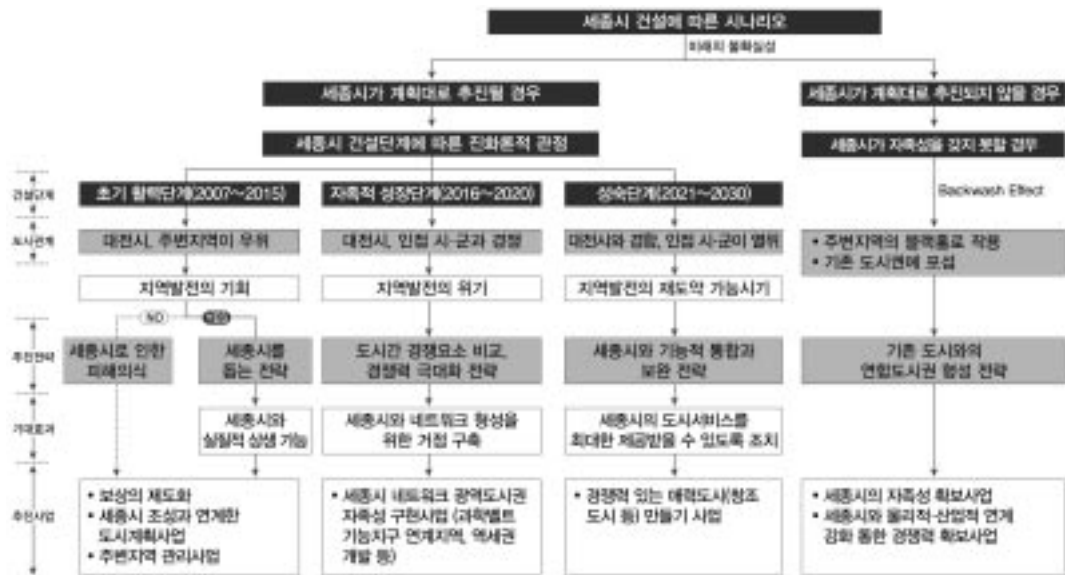 세종시 건설에 따른 시나리오
미래의 불확실성
세종시가 계획대로 추진될 경우
세종시가 계획대로 추진되지 않을 경우
세종시 건설단계에 따른 진화론적 관점
세종시가 자족성을 갖지 못할 경우
건설단계
초기 활력단계(2007~2015)
자족적 성장단계(2016~2020)
성숙단계(2021~2030)
Backwash Effect
도시관계
대전시, 주변지역이 우위
대전시, 인접 시·군과 경쟁
대전시와 경합, 인접 시·군이 열위
• 주변지역의 블랙홀로 작용
• 기존 도시권에 포섭
지역발전의 기회
지역발전의 위기
지역발전의 재도약 가능시기
NO
추진전략
세종시로 인한
피해의식
세종시를
돕는 전략
도시간 경쟁요소 비교,
경쟁력 극대화 전략
세종시와 기능적 통합과
보완 전략
기존 도시와의
연합도시권 형성 전략
기대효과
세종시와
실질적 상생 가능
세종시와 네트워크 형성을
위한 거점 구축
세종시의 도시서비스를
최대한 제공받을 수 있도록 조치
추진사업
• 보상의 제도화
• 세종시 조성과 연계한
도시계획사업
• 주변지역 관리사업
• 세종시 네트워크 광역도시권
자족성 구현사업 (과학벨트
기능지구 연계지역, 역세권
개발 등)
• 경쟁력 있는 매력도시(창조
도시 등) 만들기 사업
• 세종시의 자족성 확보사업
• 세종시와 물리적·산업적 연계
강화 통한 경쟁력 확보사업